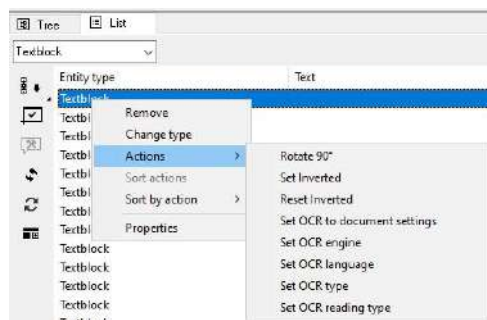 Tree List
Textblock
Entity type Text
Textblock
Textbl
Remove
Textbl
Change type
Textbl
Actions
Rotate 90°
Textbl
Sort actions
Set Inverted
Textbl
Sort by action
Reset Inverted
Textbl
Set OCR to document settings
Textbl
Properties
Set OCR engine
Textblock
Set OCR language
Textblock
Textblock
Set OCR type
Textblock
Set OCR reading type